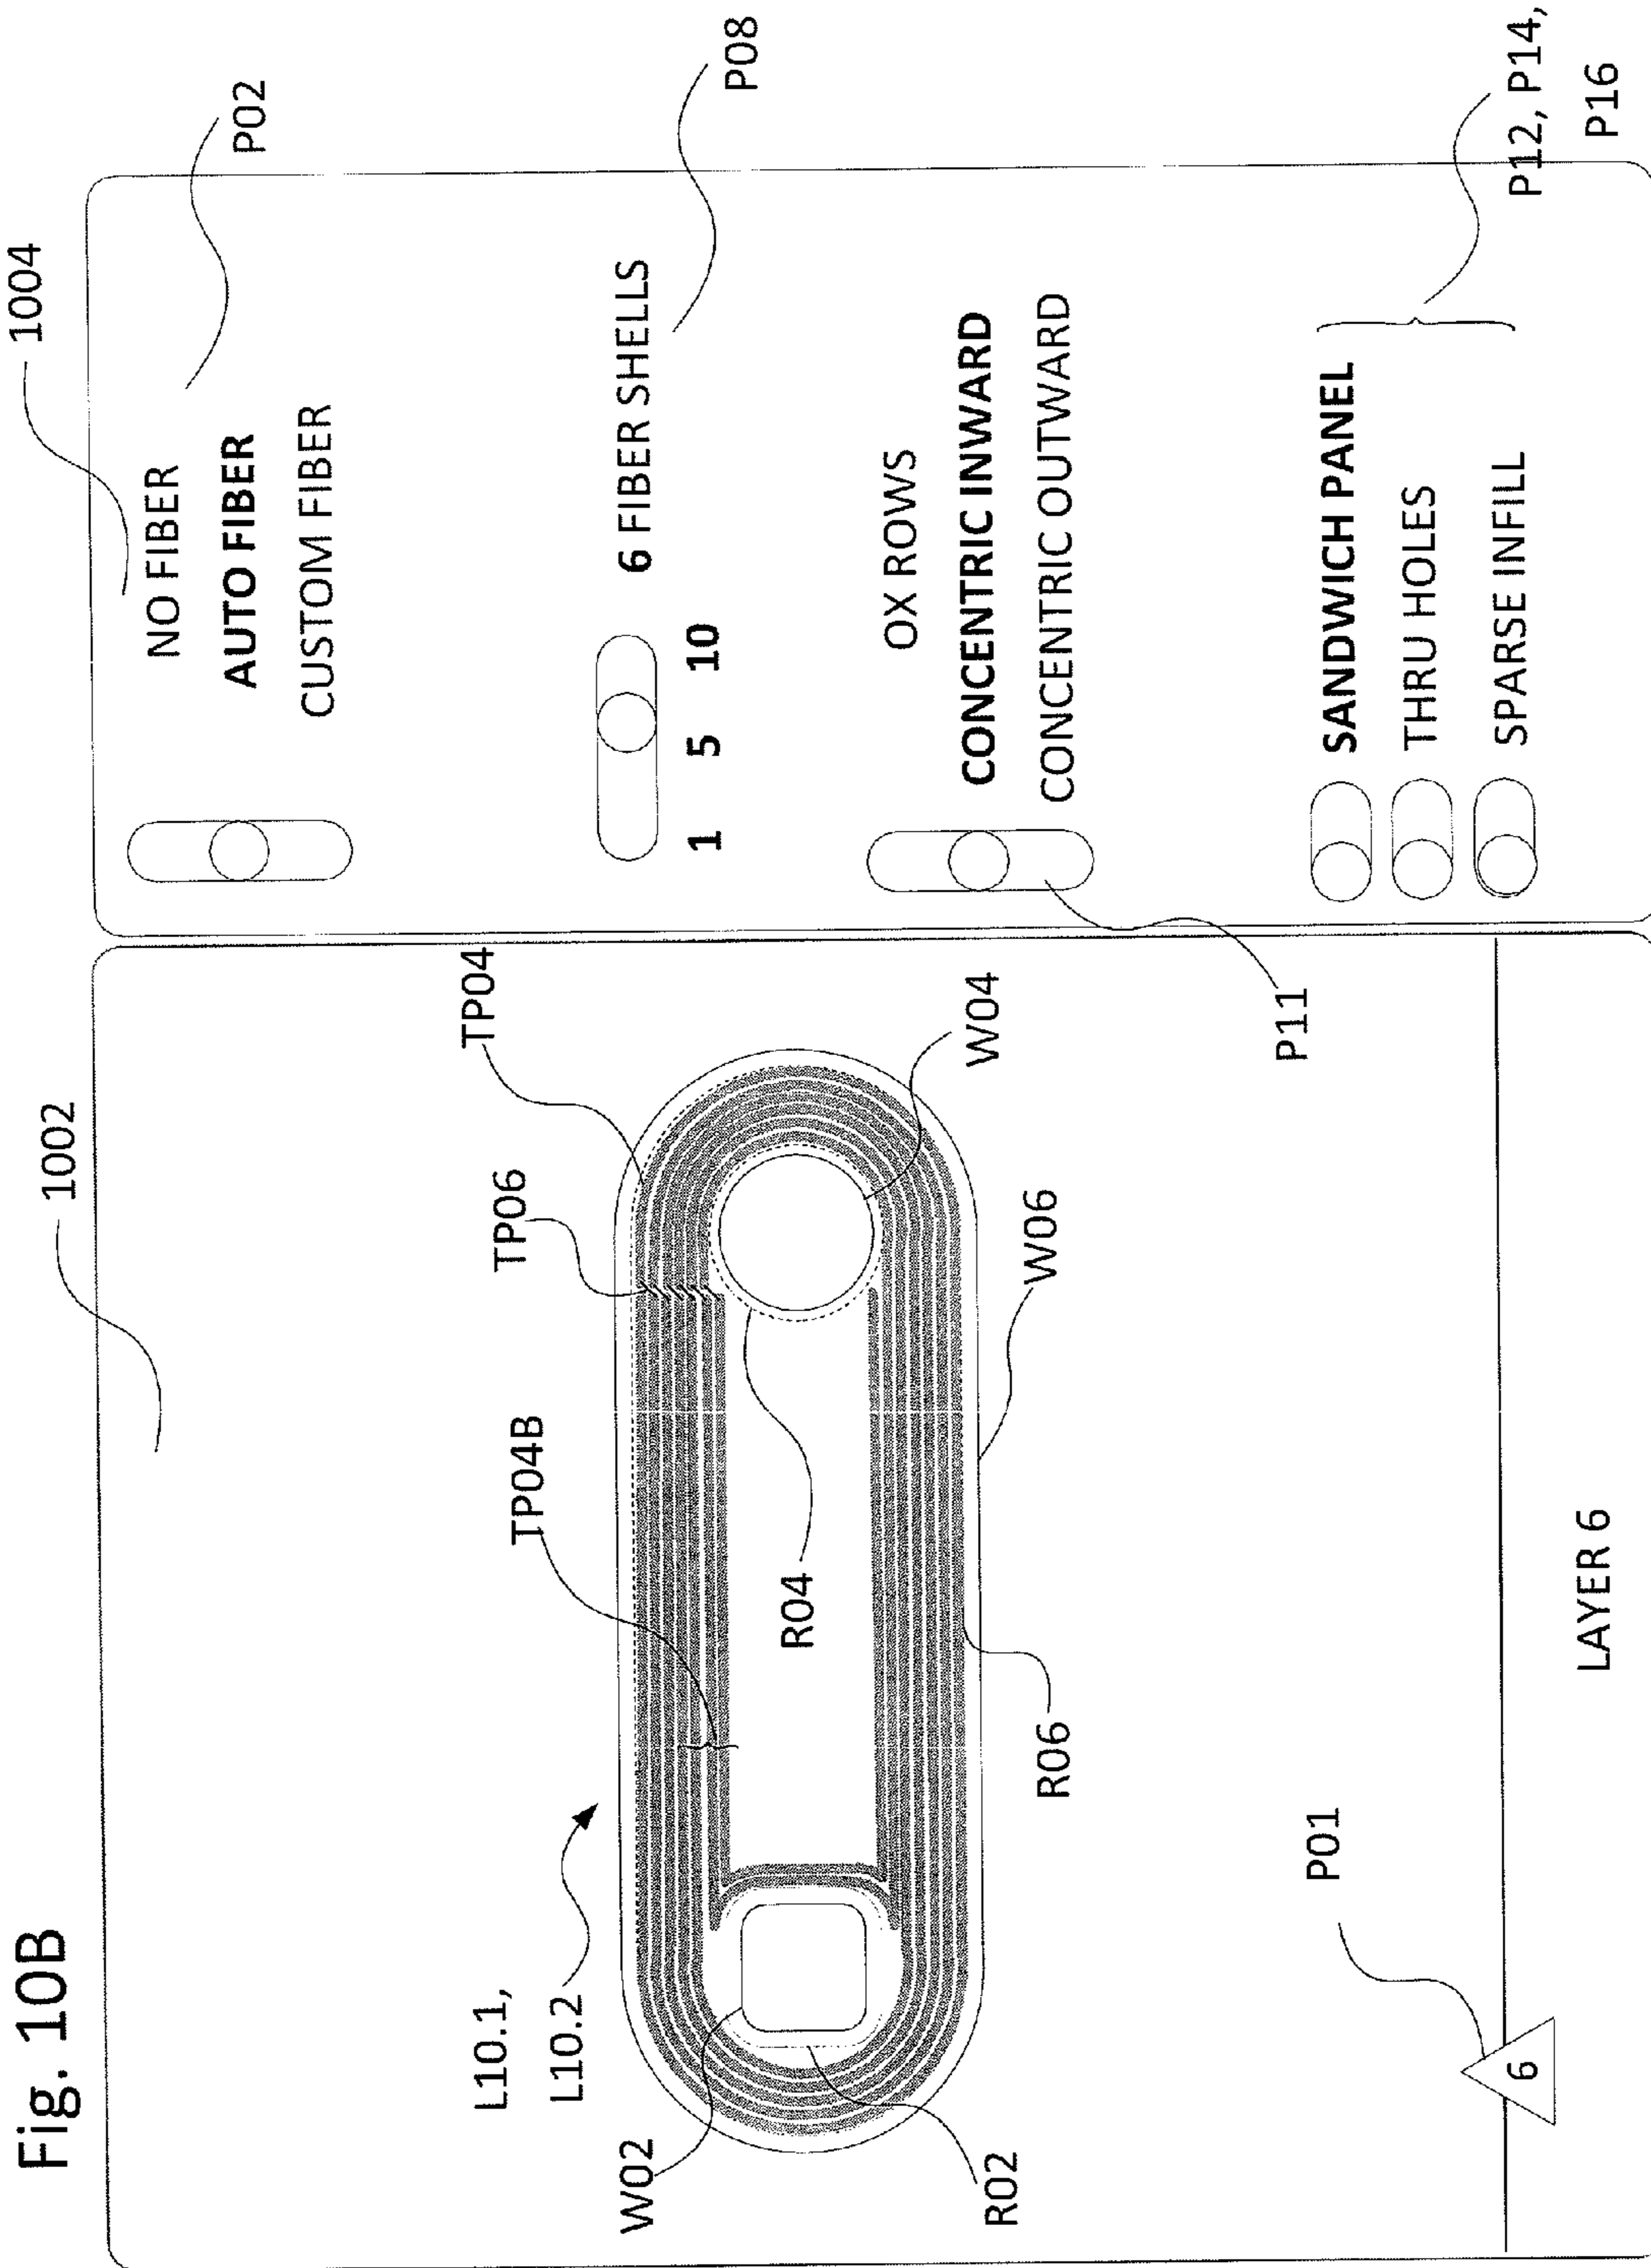 Fig. 10B
1002
1004
L10.1,
L10.2
TP04B
TP06
TP04
W02
R02
R04
R06
W06
W04
P11
P01
6
LAYER 6
NO FIBER
AUTO FIBER
CUSTOM FIBER
P02
6 FIBER SHELLS
1 5 10
P08
OX ROWS
CONCENTRIC INWARD
CONCENTRIC OUTWARD
SANDWICH PANEL
THRU HOLES
SPARSE INFILL
P12, P14,
P16